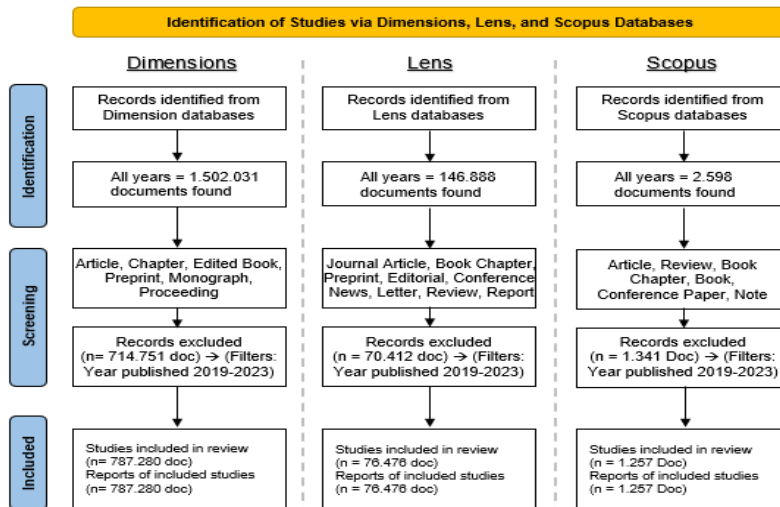 Identification of Studies via Dimensions, Lens, and Scopus Databases
Dimensions
Lens
Scopus
Identification
Records identified from
Dimension databases
Records identified from
Lens databases
Records identified from
Scopus databases
All years = 1.502.031
documents found
All years = 146.888
documents found
All years = 2.598
documents found
Screening
Article, Chapter, Edited Book,
Preprint, Monograph,
Proceeding
Journal Article, Book Chapter,
Preprint, Editorial, Conference
News, Letter, Review, Report
Article, Review, Book
Chapter, Book,
Conference Paper, Note
Records excluded
(n= 714.751 doc) → (Filters:
Year published 2019-2023)
Records excluded
(n = 70.412 doc) → (Filters:
Year published 2019-2023)
Records excluded
(n = 1.341 Doc) → (Filters:
Year published 2019-2023)
Included
Studies included in review
(n= 787.280 doc)
Reports of included studies
(n= 787.280 doc)
Studies included in review
(n = 76.476 doc)
Reports of included studies
(n = 76.476 doc)
Studies included in review
(n = 1.257 Doc)
Reports of included studies
(n = 1.257 Doc)